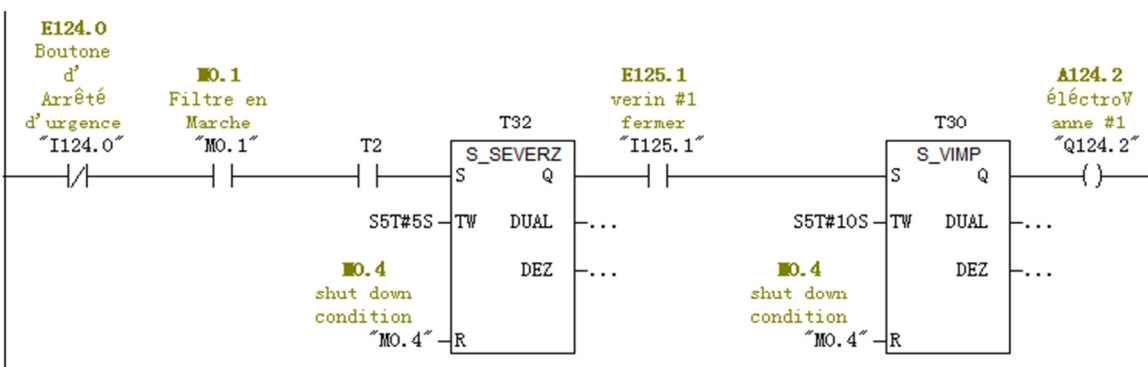 E124.0
Boutone
d'
Arrêté
d'urgence
"I124.0"
M0.1
Filtre en
Marche
"M0.1"
T2
T32
S_SEVERZ
S
Q
S5T#5S
TW
DUAL
...
DEZ
...
M0.4
shut down
condition
"M0.4"
R
E125.1
verin #1
fermer
"I125.1"
T30
S_VIMP
S
Q
S5T#10S
TW
DUAL
...
DEZ
...
M0.4
shut down
condition
"M0.4"
R
A124.2
éléctroV
anne #1
"Q124.2"